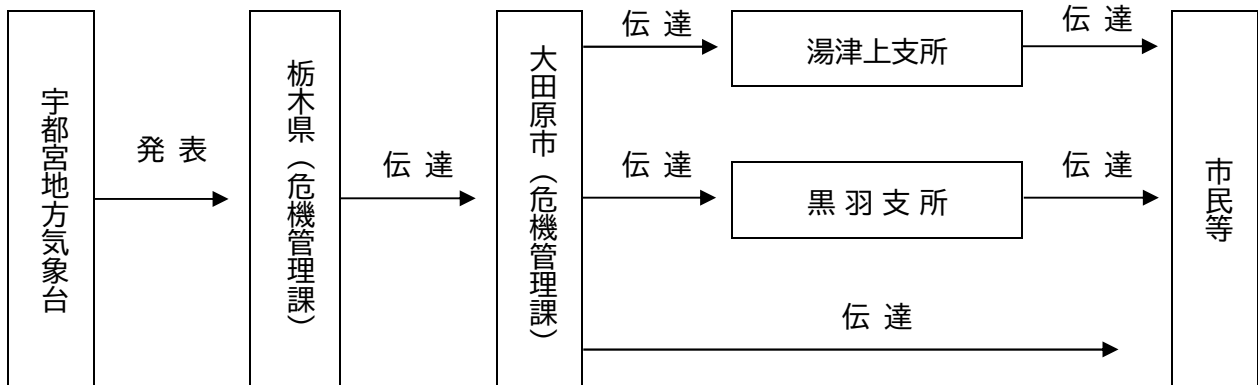 宇都宮地方気象台
発 表
栃木県（危機管理課）
伝 達
大田原市（危機管理課）
伝 達
湯津上支所
伝 達
伝 達
黒 羽 支 所
伝 達
伝 達
市民等